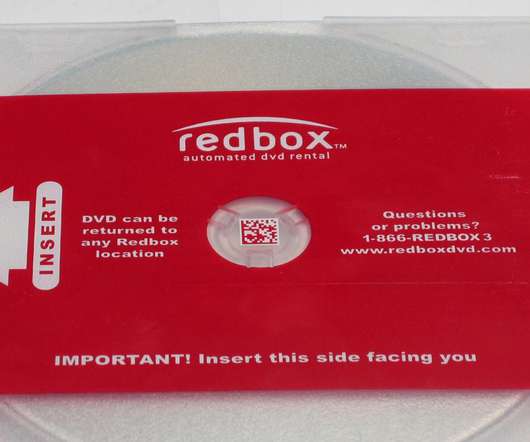 redbox™
automated dvd rental
INSERT
DVD can be
returned to
any Redbox
location
Questions
or problems?
1-866-REDBOX3
www.redboxdvd.com
IMPORTANT! Insert this side facing you